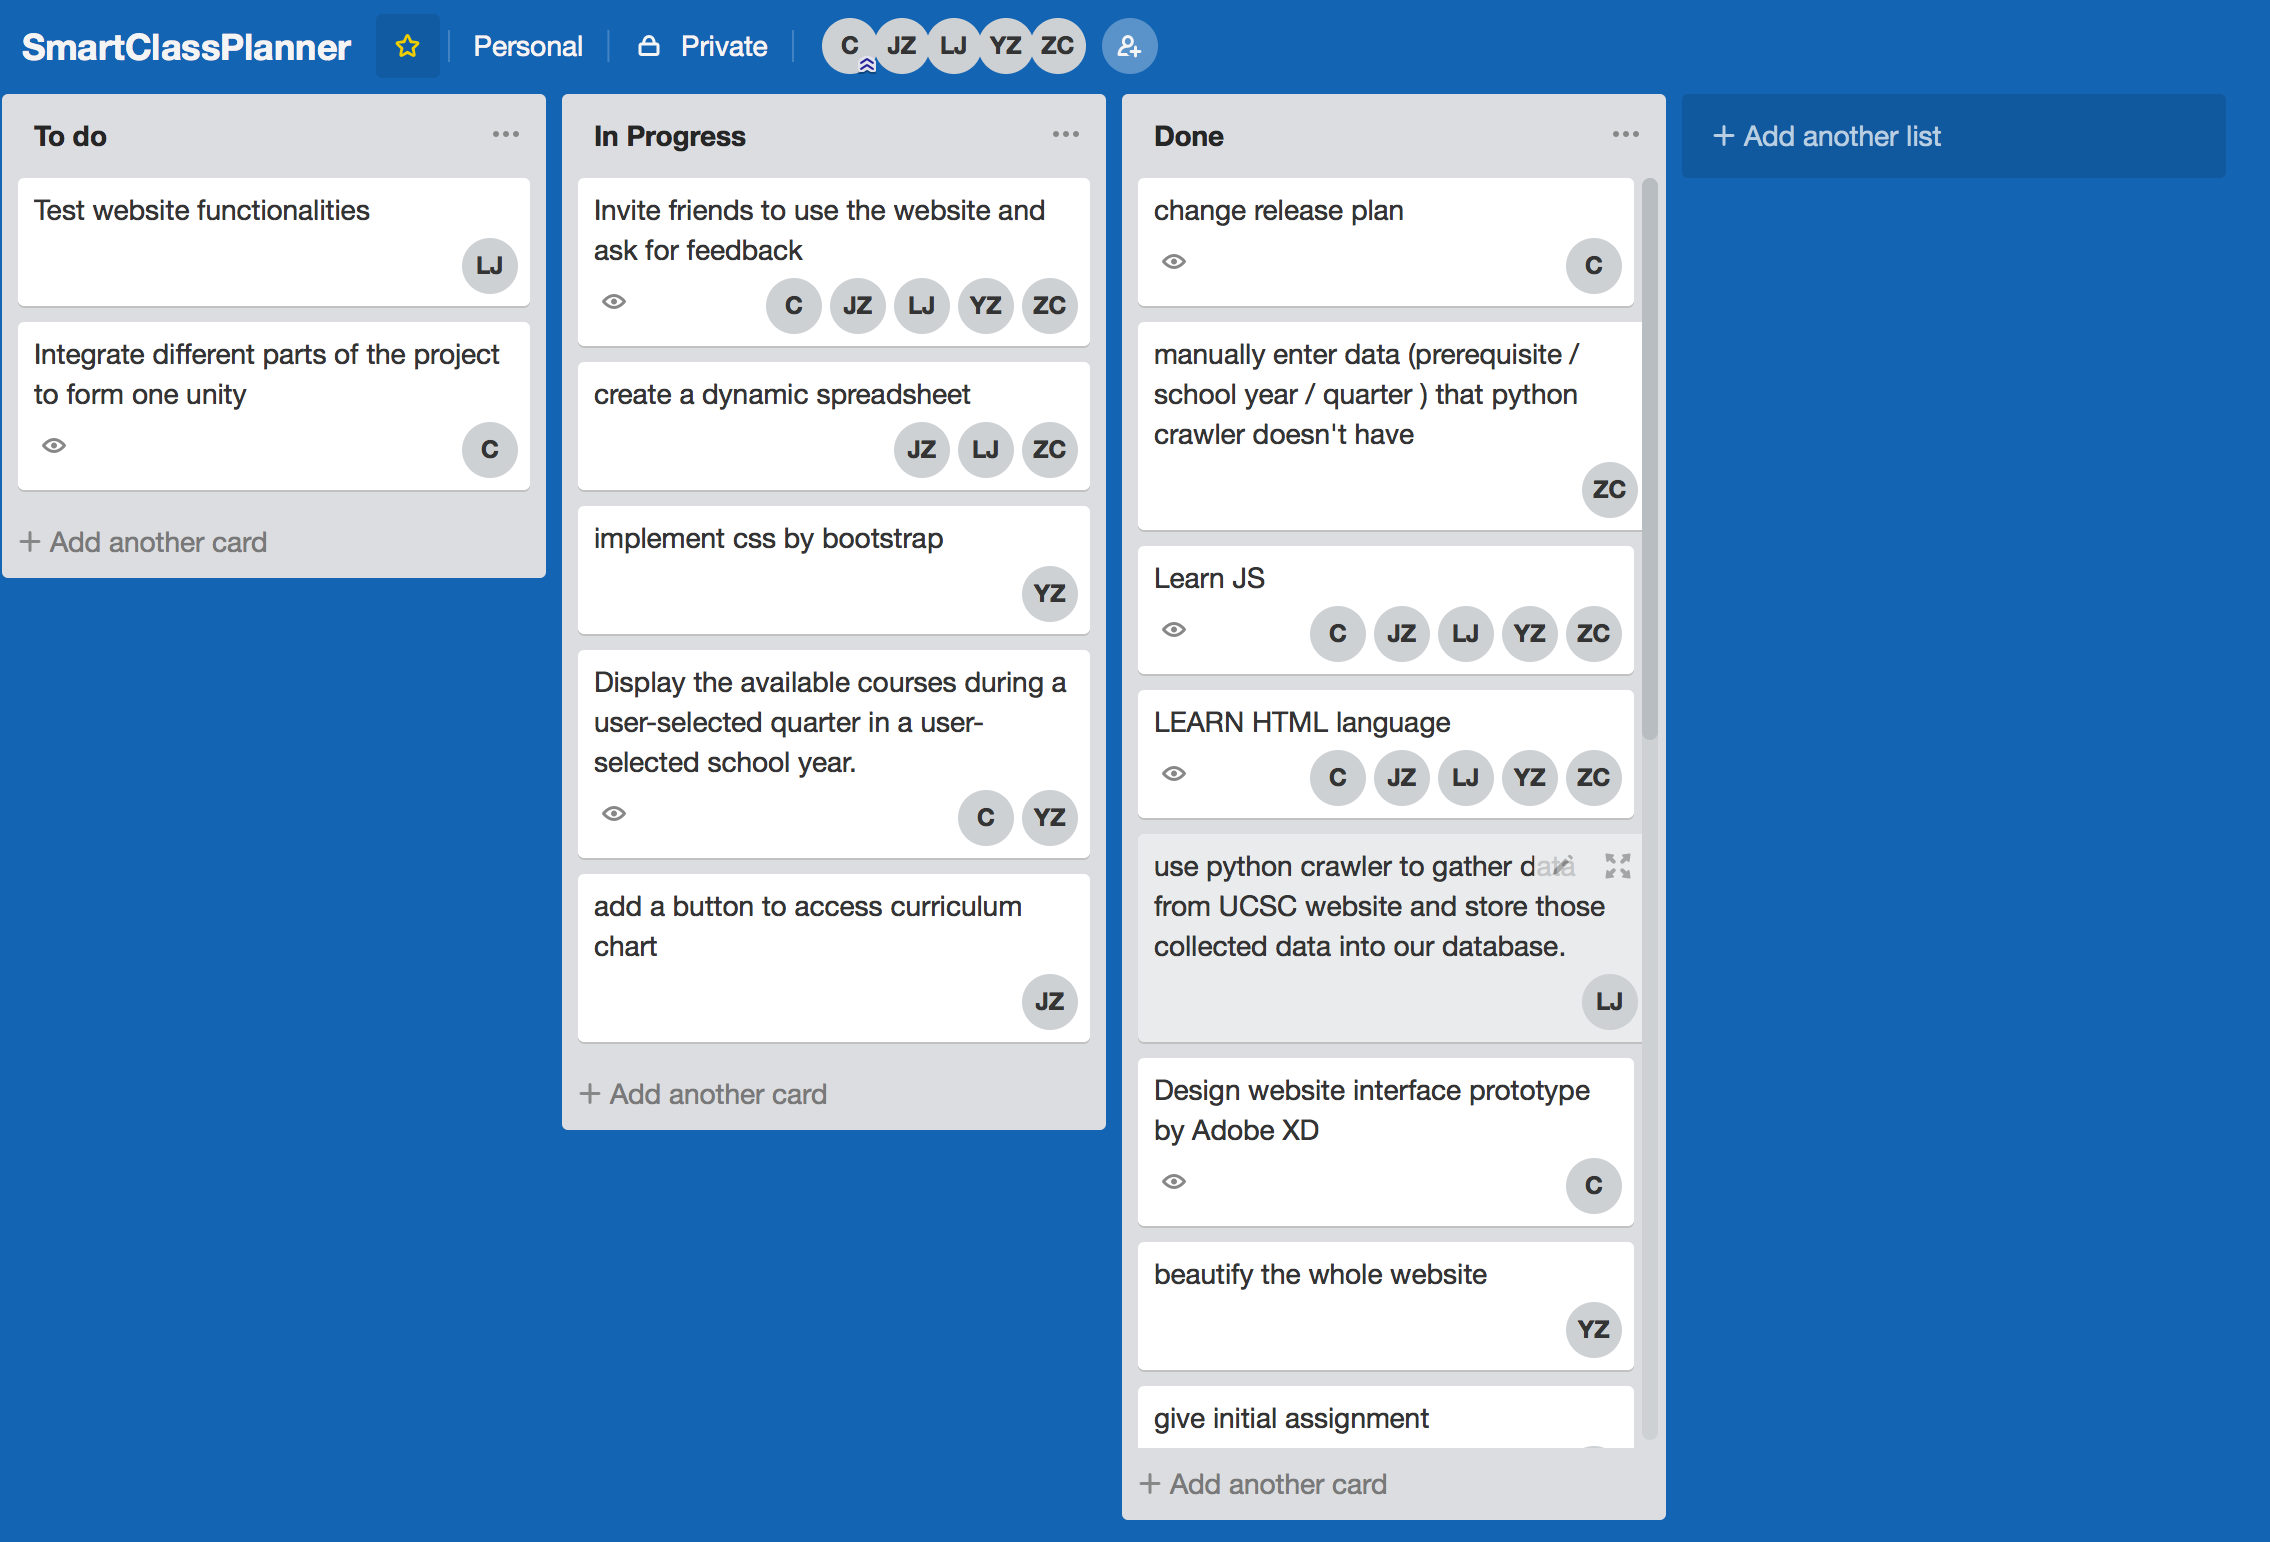 SmartClassPlanner Personal Private C JZ LJ YZ ZC
To do
Test website functionalities
LJ
Integrate different parts of the project
to form one unity
C
+ Add another card
In Progress
Invite friends to use the website and
ask for feedback
C JZ LJ YZ ZC
create a dynamic spreadsheet
JZ LJ ZC
implement css by bootstrap
YZ
Display the available courses during a
user-selected quarter in a user-
selected school year.
C YZ
add a button to access curriculum
chart
JZ
+ Add another card
Done
change release plan
C
manually enter data (prerequisite /
school year / quarter ) that python
crawler doesn't have
ZC
Learn JS
C JZ LJ YZ ZC
LEARN HTML language
C JZ LJ YZ ZC
use python crawler to gather data
from UCSC website and store those
collected data into our database.
LJ
Design website interface prototype
by Adobe XD
C
beautify the whole website
YZ
give initial assignment
+ Add another card
+ Add another list